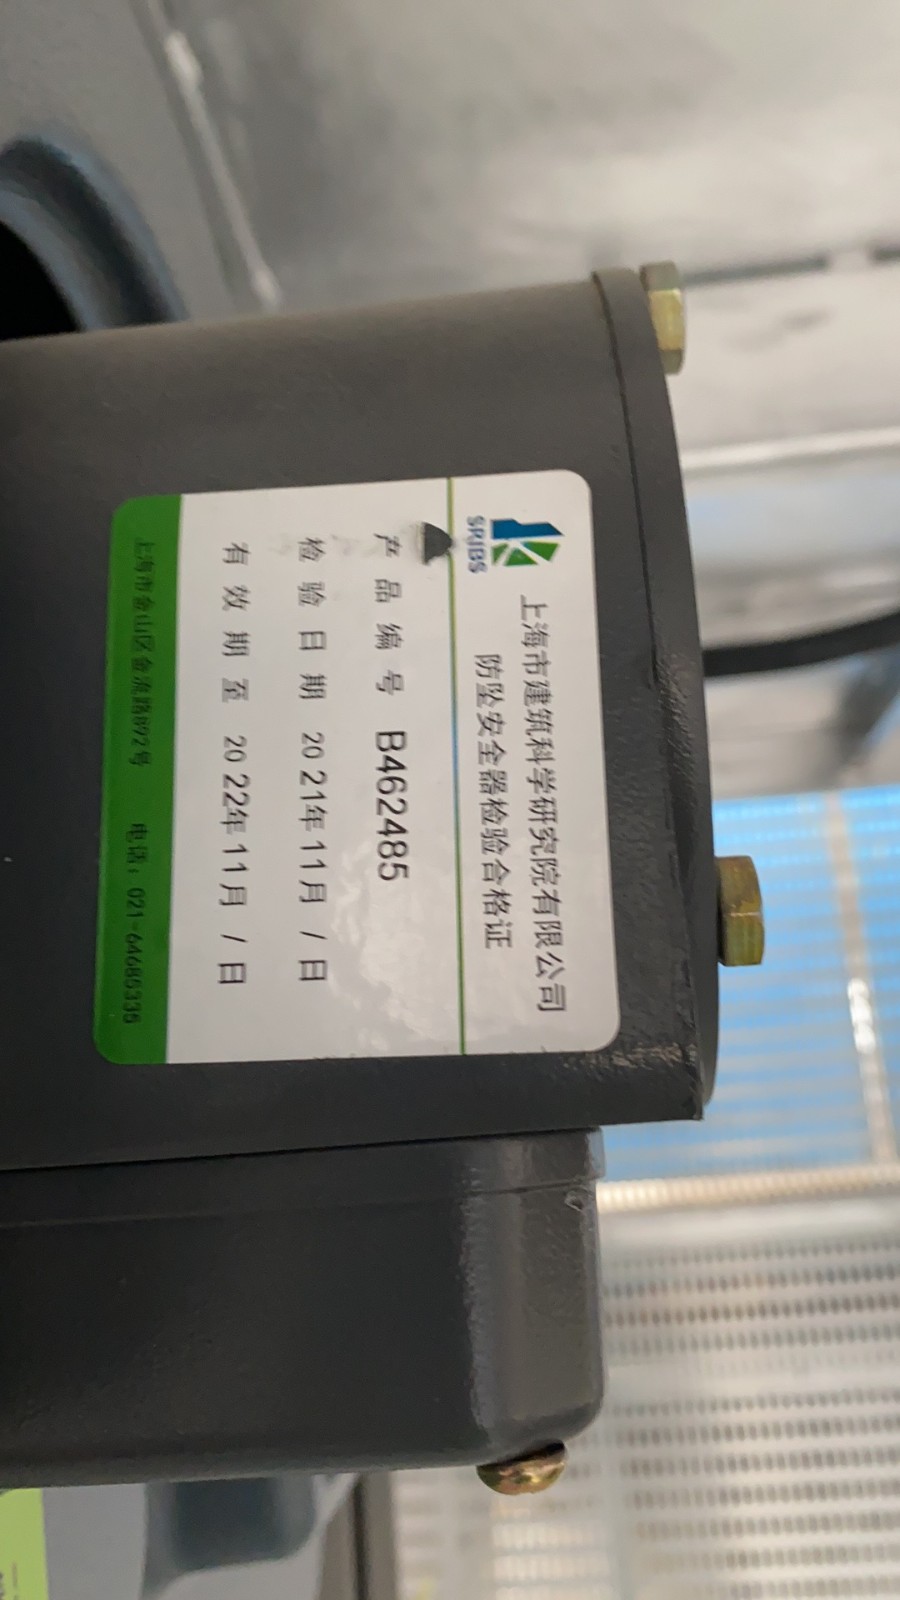 SRIBS
上海市建筑科学研究院有限公司
防坠安全器检验合格证
产品编号 B462485
检验日期 2021年11月 / 日
有效期至 2022年11月 / 日
上海市金山区金流路892号 电话：021-64685335